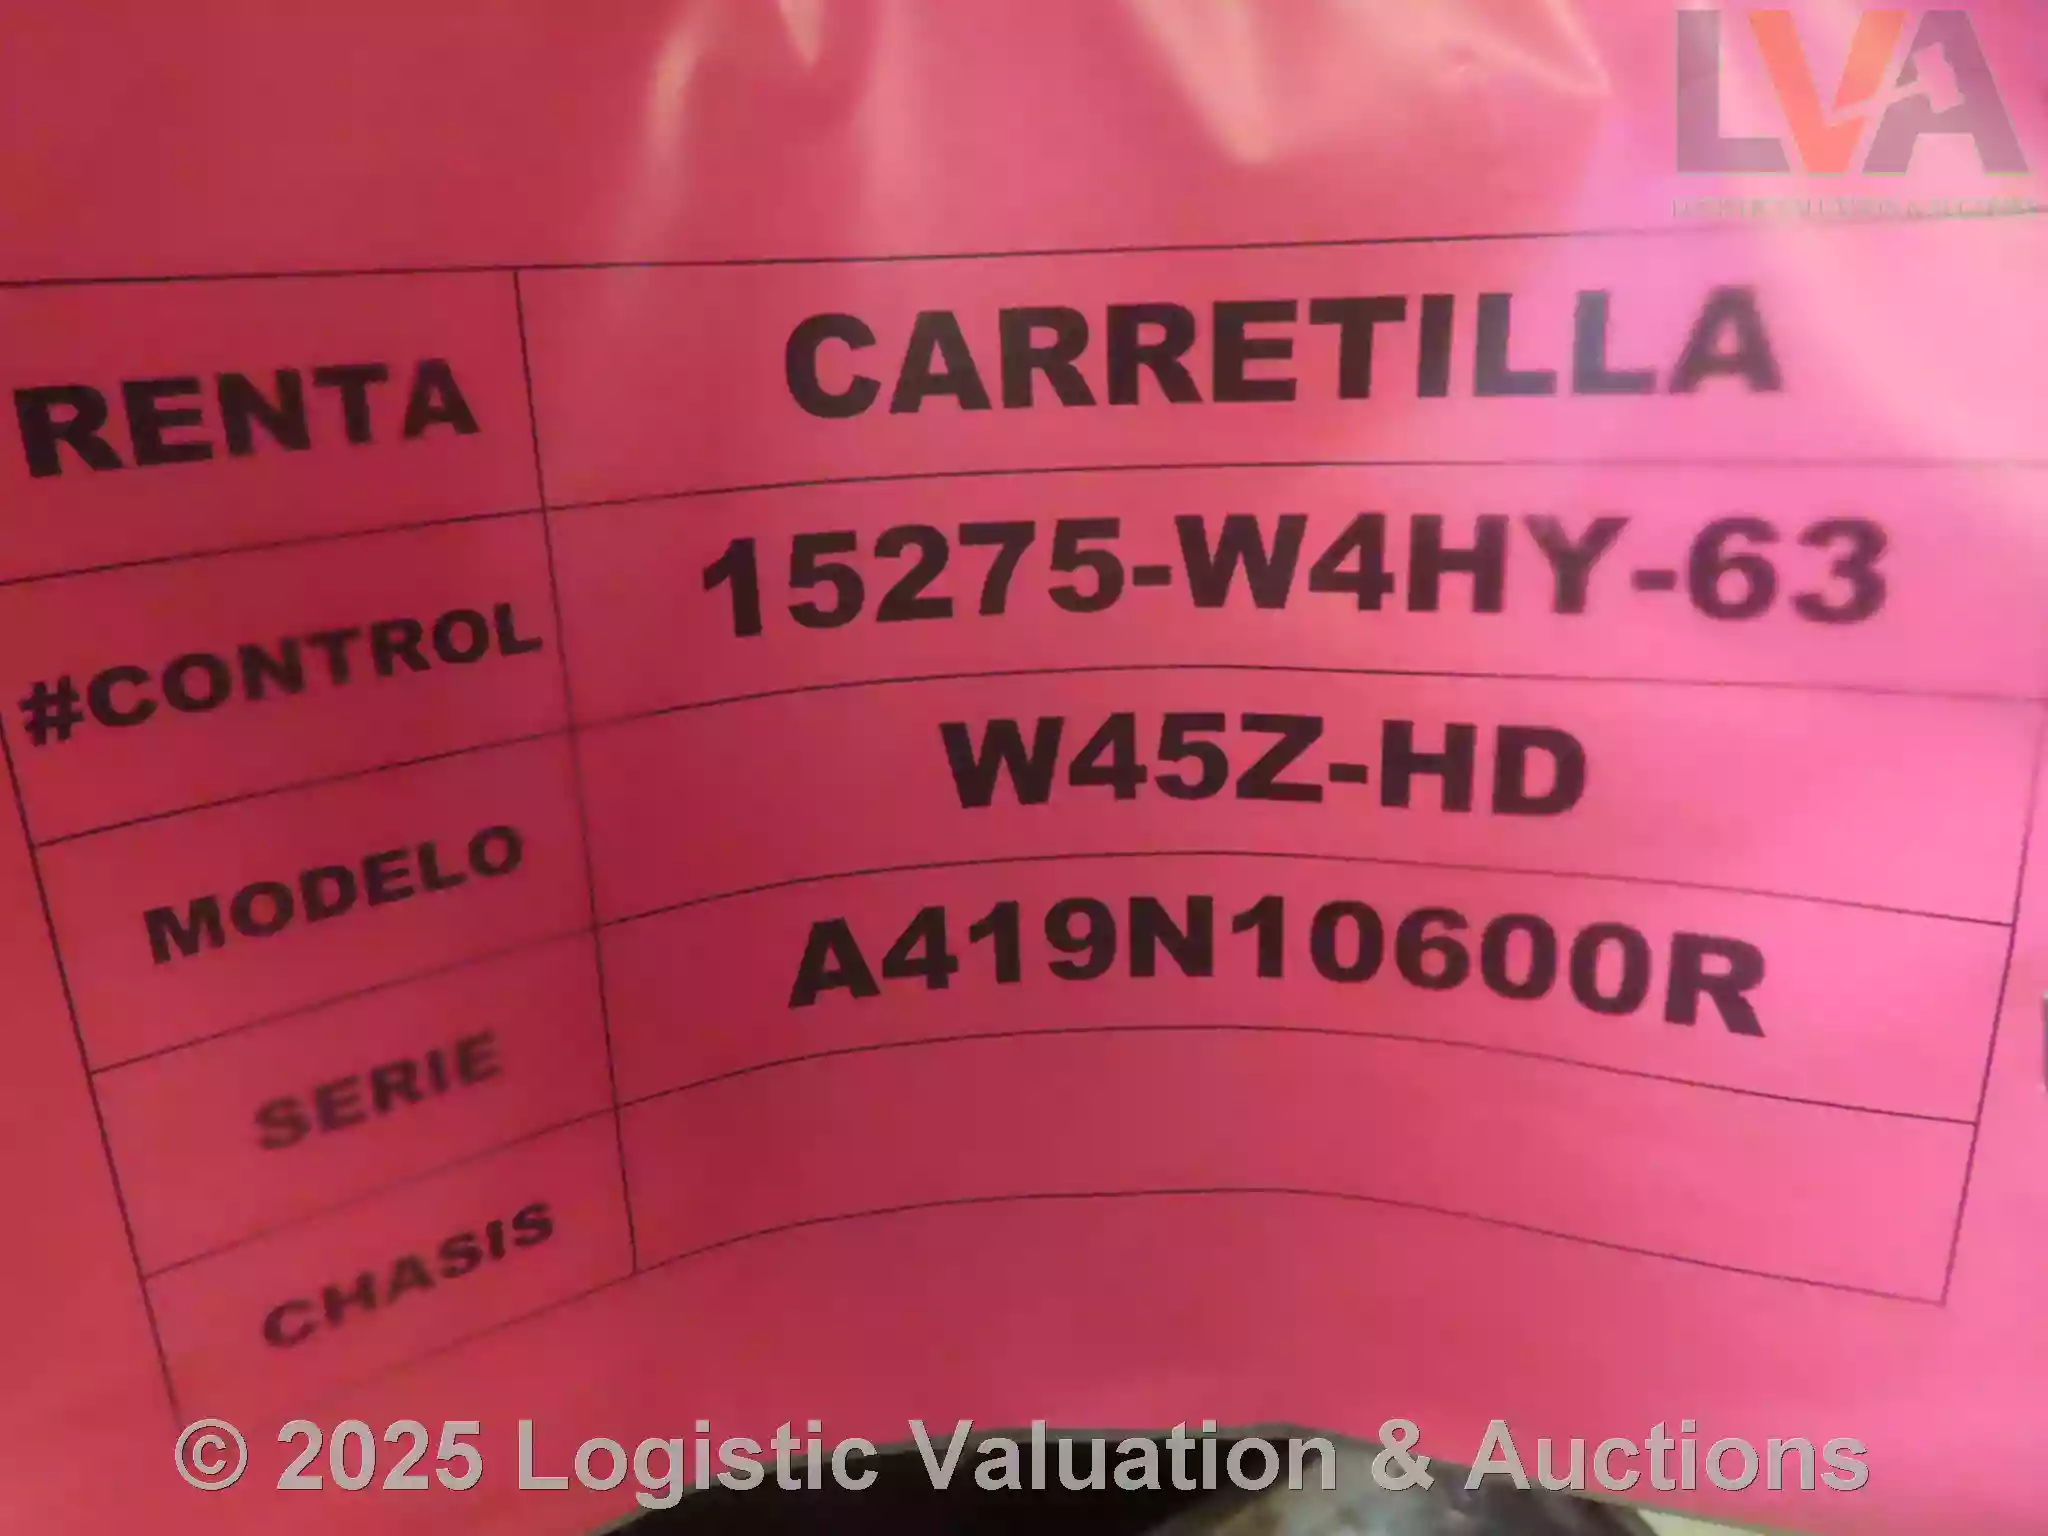 LVA
RENTA CARRETILLA
#CONTROL 15275-W4HY-63
MODELO W45Z-HD
SERIE A419N10600R
CHASIS
© 2025 Logistic Valuation & Auctions